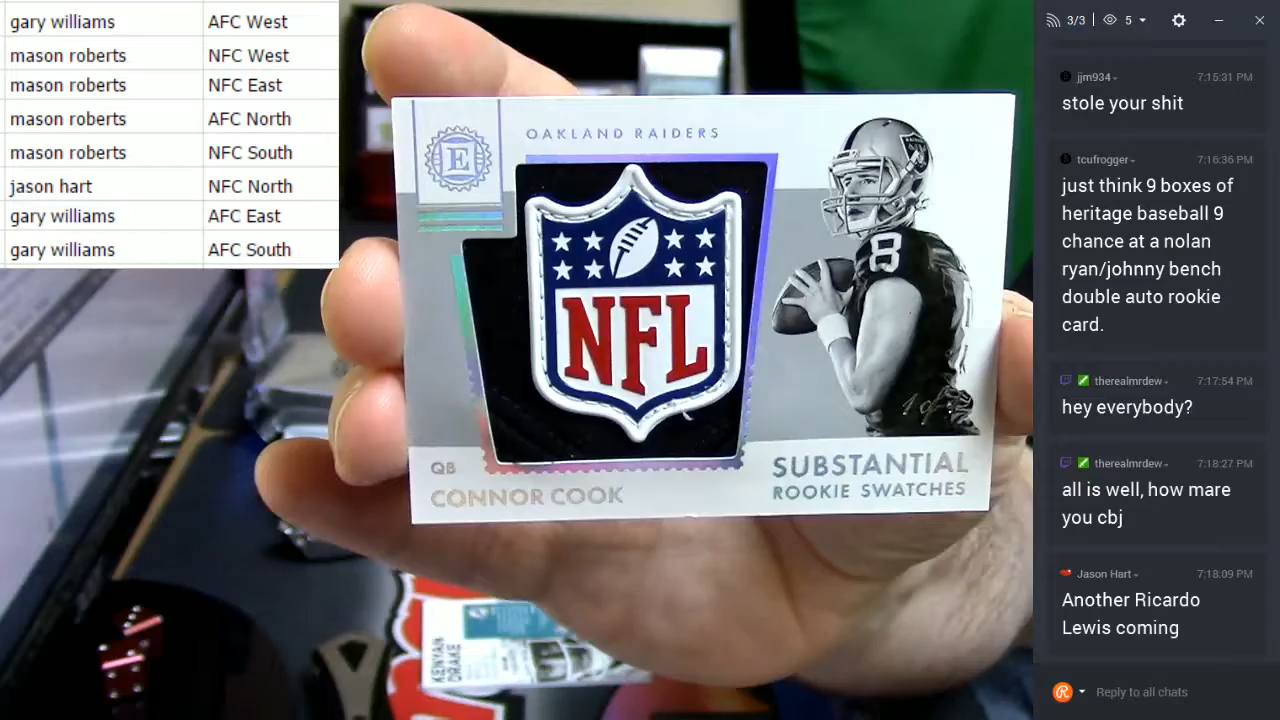 gary williams AFC West
mason roberts NFC West
mason roberts NFC East
mason roberts AFC North
mason roberts NFC South
jason hart NFC North
gary williams AFC East
gary williams AFC South
E
OAKLAND RAIDERS
NFL
8
1 of
QB
CONNOR COOK
SUBSTANTIAL
ROOKIE SWATCHES
KENYAN
DRAKE
3/3 5
jjm934 7:15:31 PM
stole your shit
tcufrogger 7:16:36 PM
just think 9 boxes of
heritage baseball 9
chance at a nolan
ryan/johnny bench
double auto rookie
card.
therealmrdew 7:17:54 PM
hey everybody?
therealmrdew 7:18:27 PM
all is well, how mare
you cbj
Jason Hart 7:18:09 PM
Another Ricardo
Lewis coming
Reply to all chats